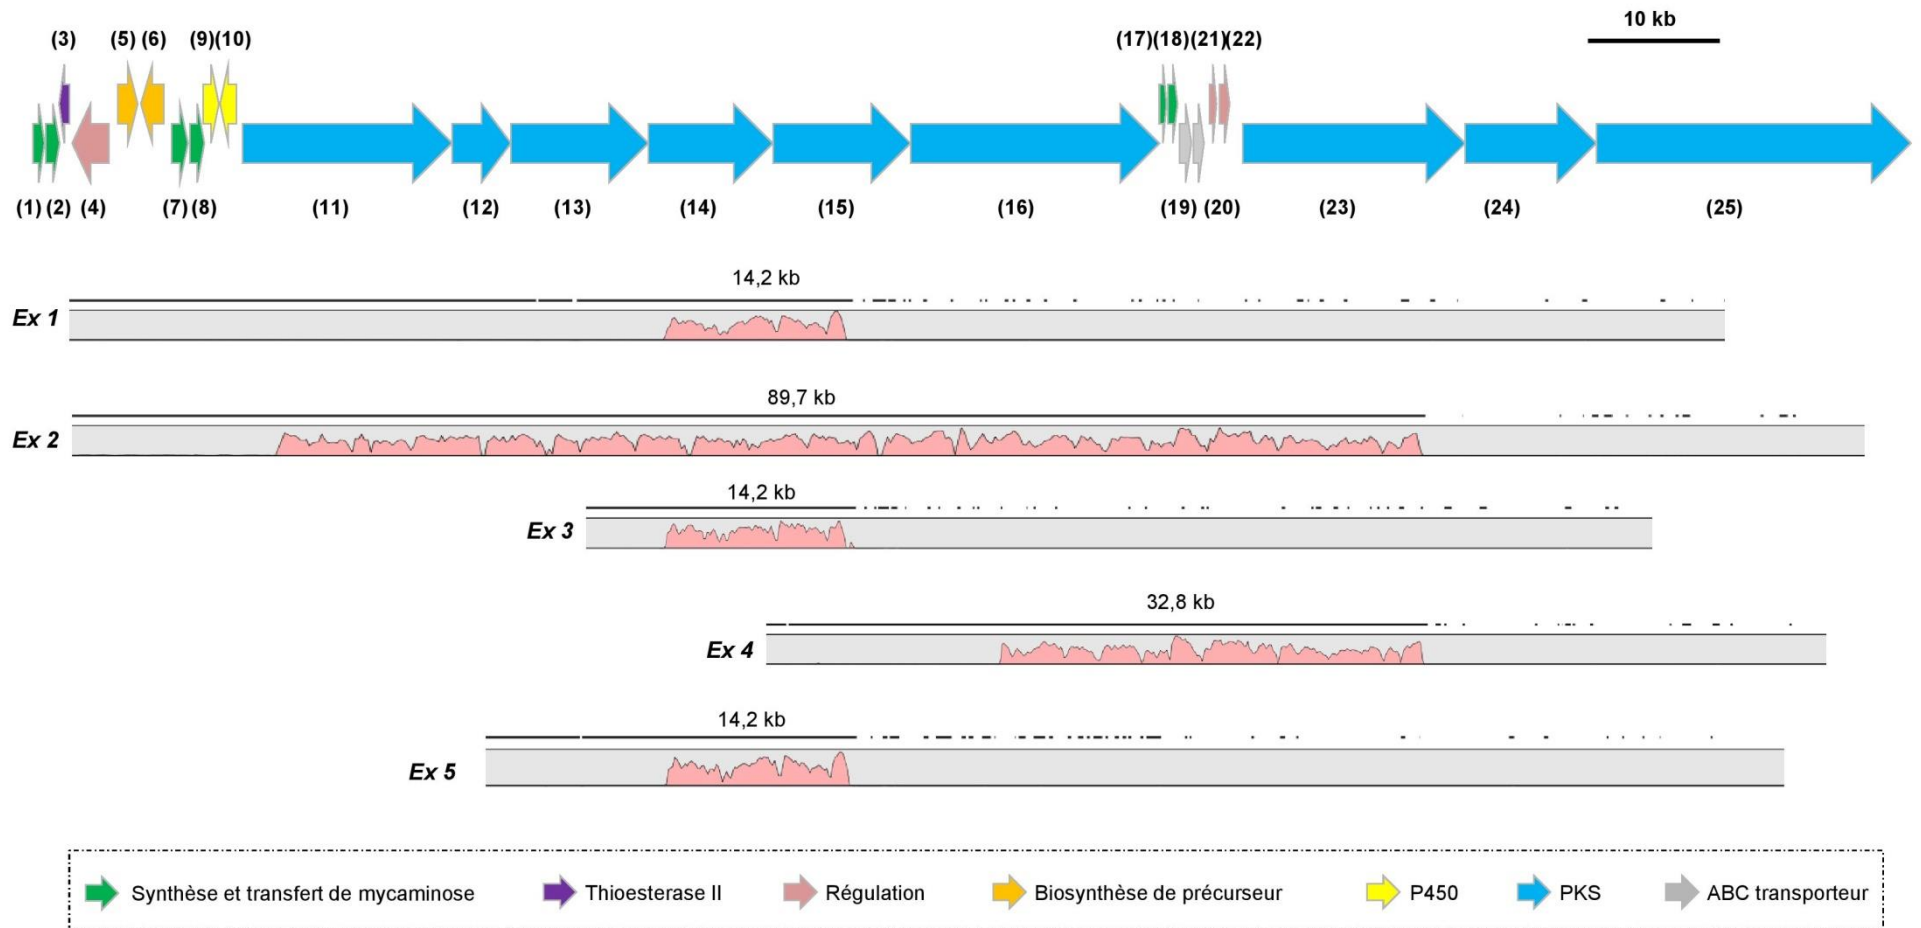 10 kb
(3) (5) (6) (9) (10) (17) (18) (21) (22)
(1) (2) (4) (7) (8) (11) (12) (13) (14) (15) (16) (19) (20) (23) (24) (25)
14,2 kb
Ex 1
89,7 kb
Ex 2
14,2 kb
Ex 3
32,8 kb
Ex 4
14,2 kb
Ex 5
Synthèse et transfert de mycaminose Thioesterase II Régulation Biosynthèse de précurseur P450 PKS ABC transporteur